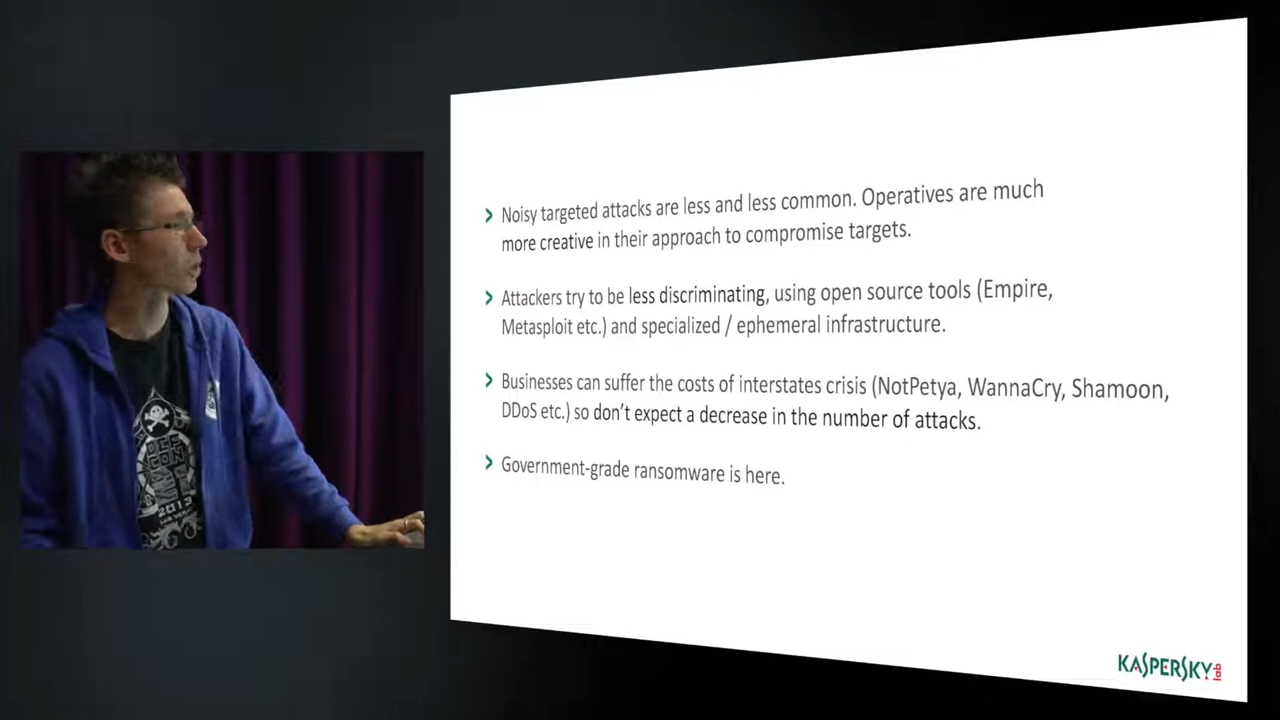 Noisy targeted attacks are less and less common. Operatives are much
more creative in their approach to compromise targets.
Attackers try to be less discriminating, using open source tools (Empire,
Metasploit etc.) and specialized / ephemeral infrastructure.
Businesses can suffer the costs of interstates crisis (NotPetya, WannaCry, Shamoon,
DDoS etc.) so don’t expect a decrease in the number of attacks.
Government-grade ransomware is here.
KASPERSKY lab
2013